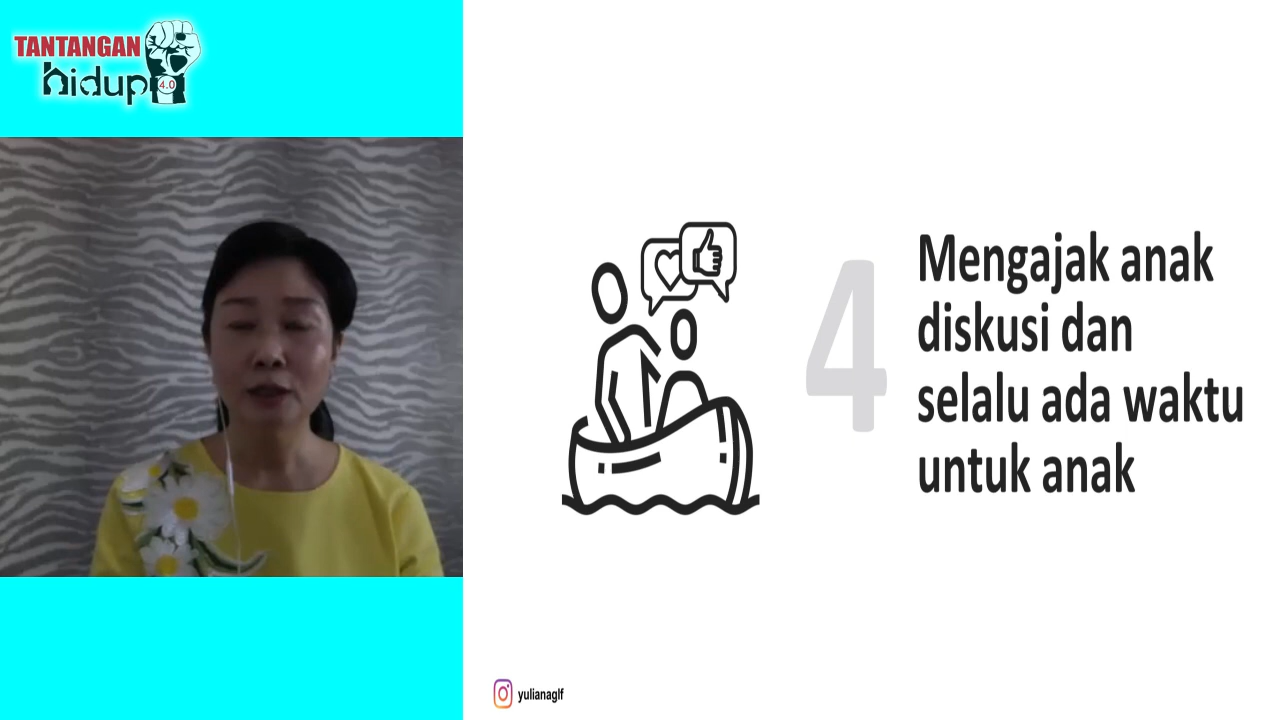 TANTANGAN
hidup
4.0
4
Mengajak anak
diskusi dan
selalu ada waktu
untuk anak
yulianaglf